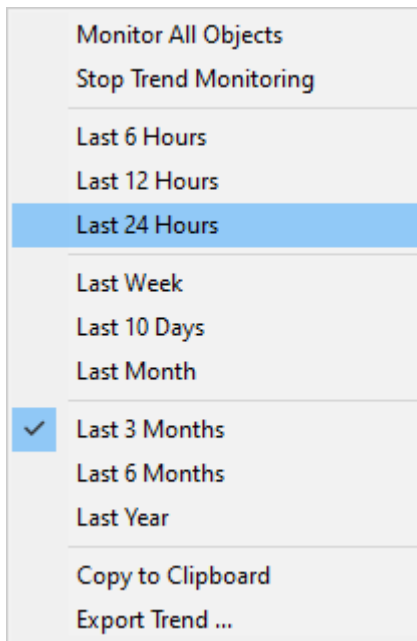 Monitor All Objects
Stop Trend Monitoring
Last 6 Hours
Last 12 Hours
Last 24 Hours
Last Week
Last 10 Days
Last Month
Last 3 Months
Last 6 Months
Last Year
Copy to Clipboard
Export Trend ...